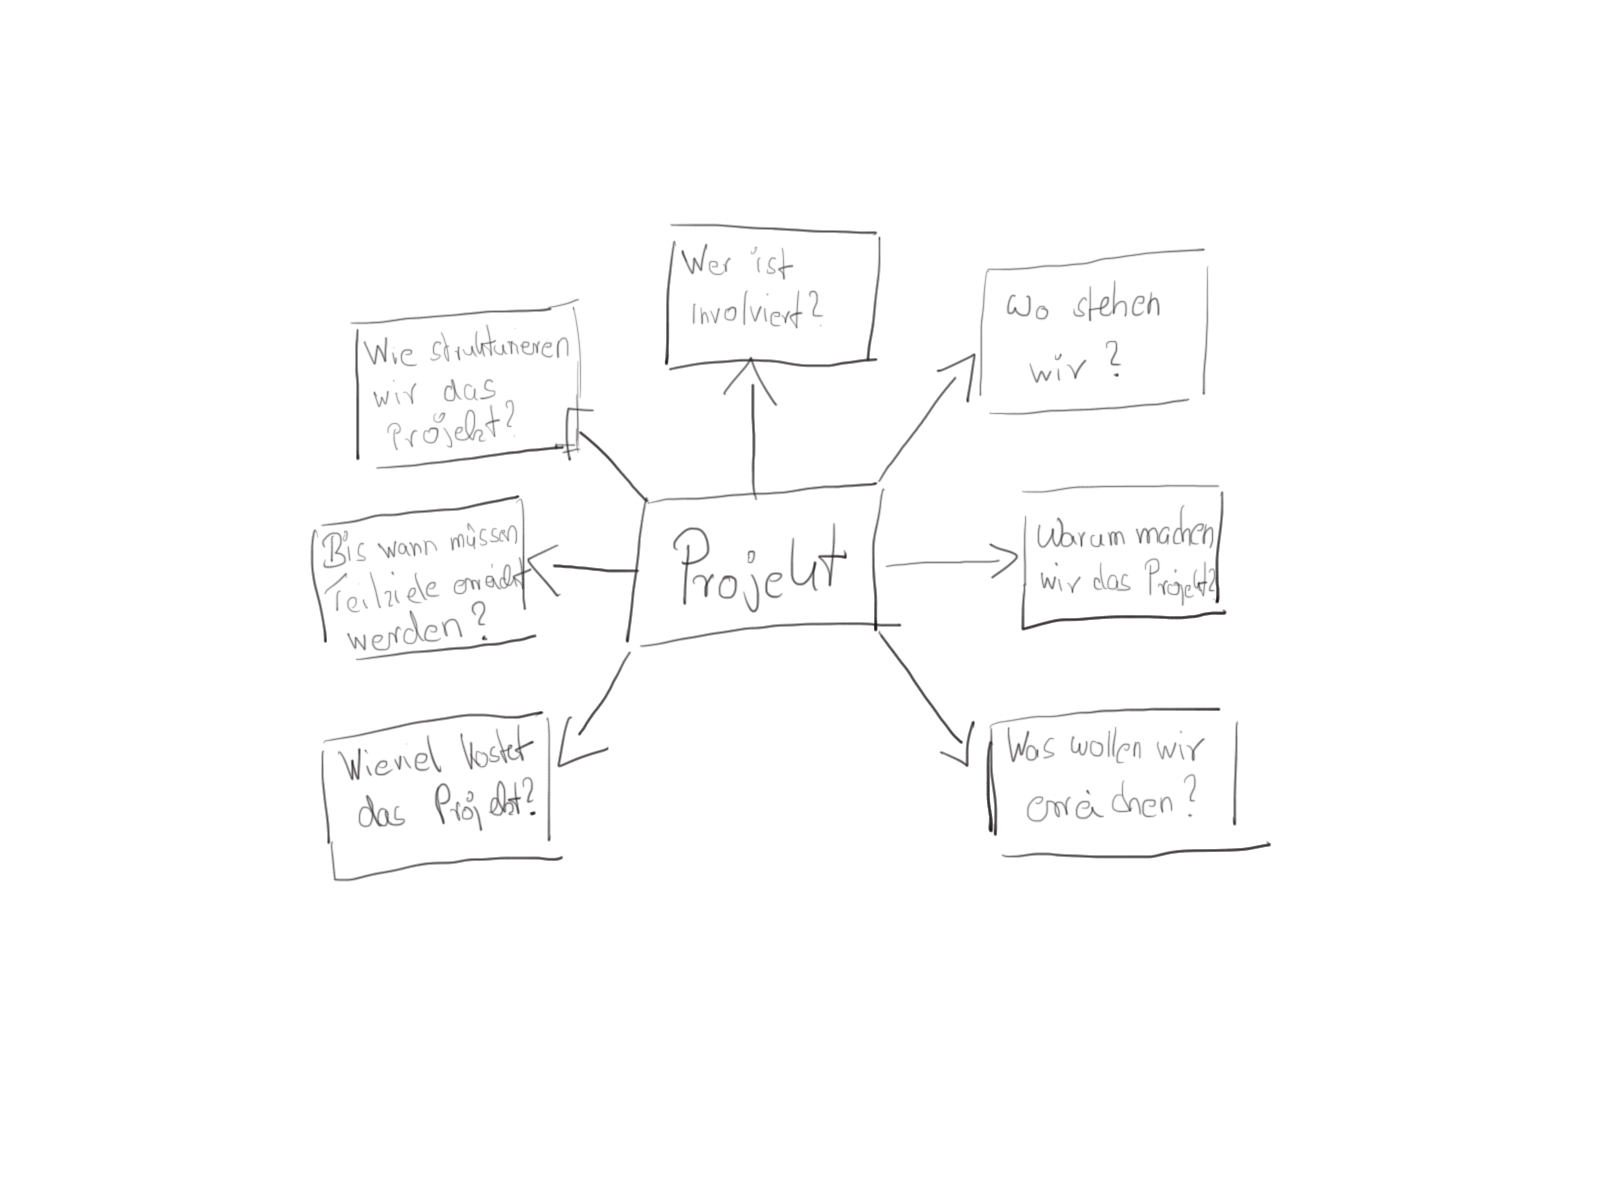 Wer ist
involviert?
Wo stehen
wir?
Wie strukturieren
wir das
Projekt?
Projekt
Warum machen
wir das Projekt?
Bis wann müssen
Teilziele erreicht
werden?
Wieviel kostet
das Projekt?
Was wollen wir
erreichen?